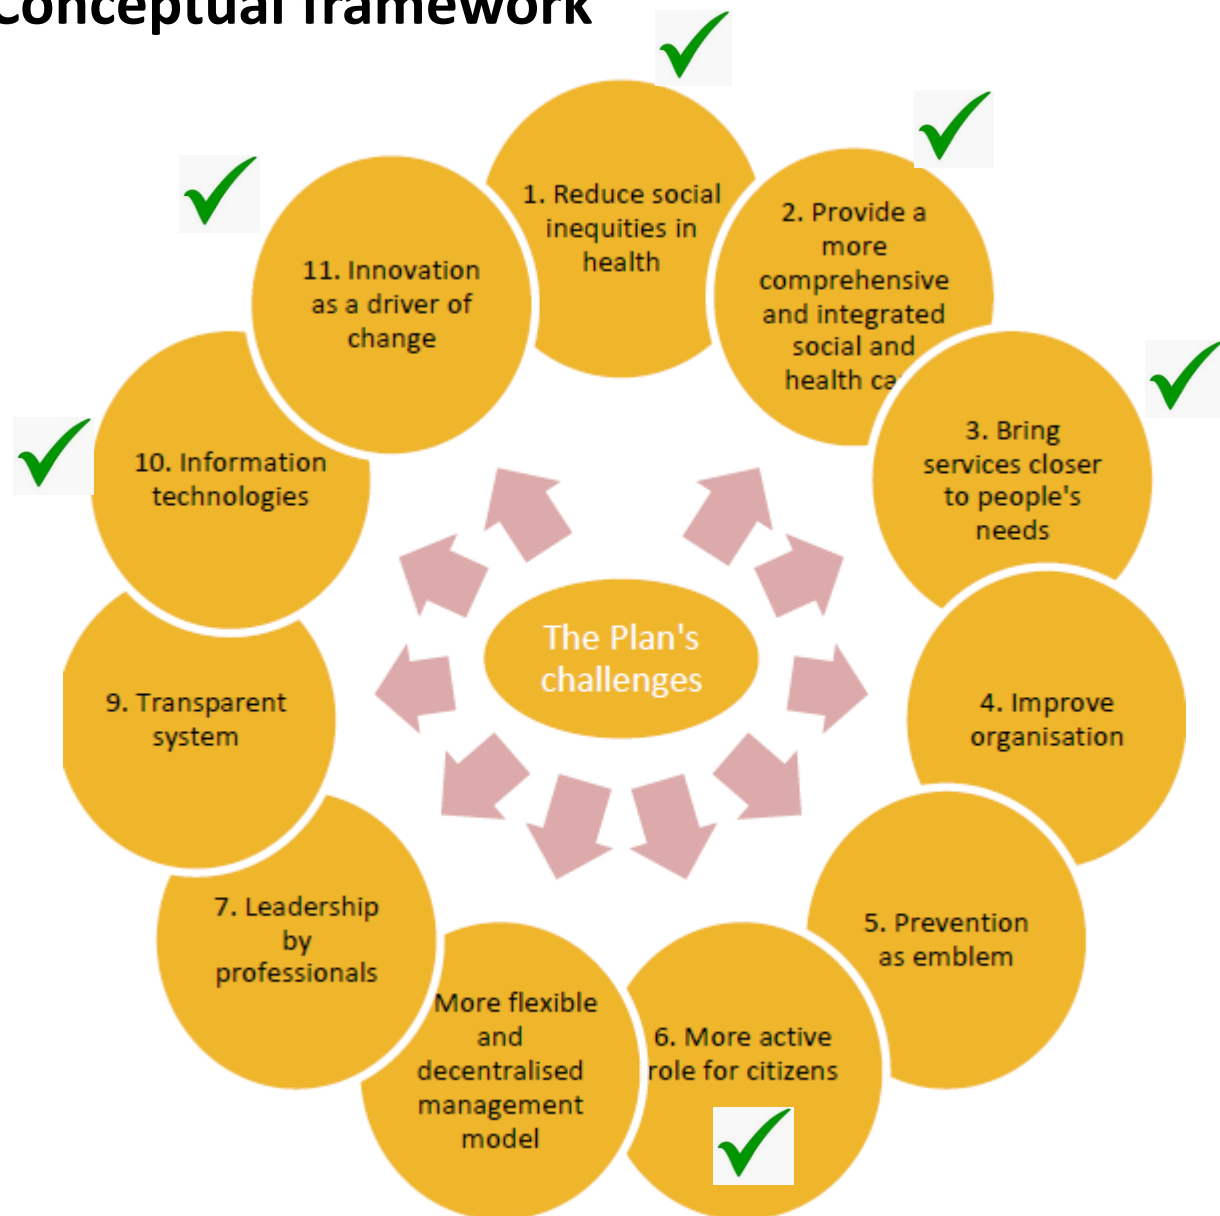 Conceptual framework
1. Reduce social
inequities in
health
2. Provide a
more
comprehensive
and integrated
social and
health ca
3. Bring
services closer
to people's
needs
4. Improve
organisation
5. Prevention
as emblem
6. More active
role for citizens
More flexible
and
decentralised
management
model
7. Leadership
by
professionals
9. Transparent
system
10. Information
technologies
11. Innovation
as a driver of
change
The Plan's
challenges